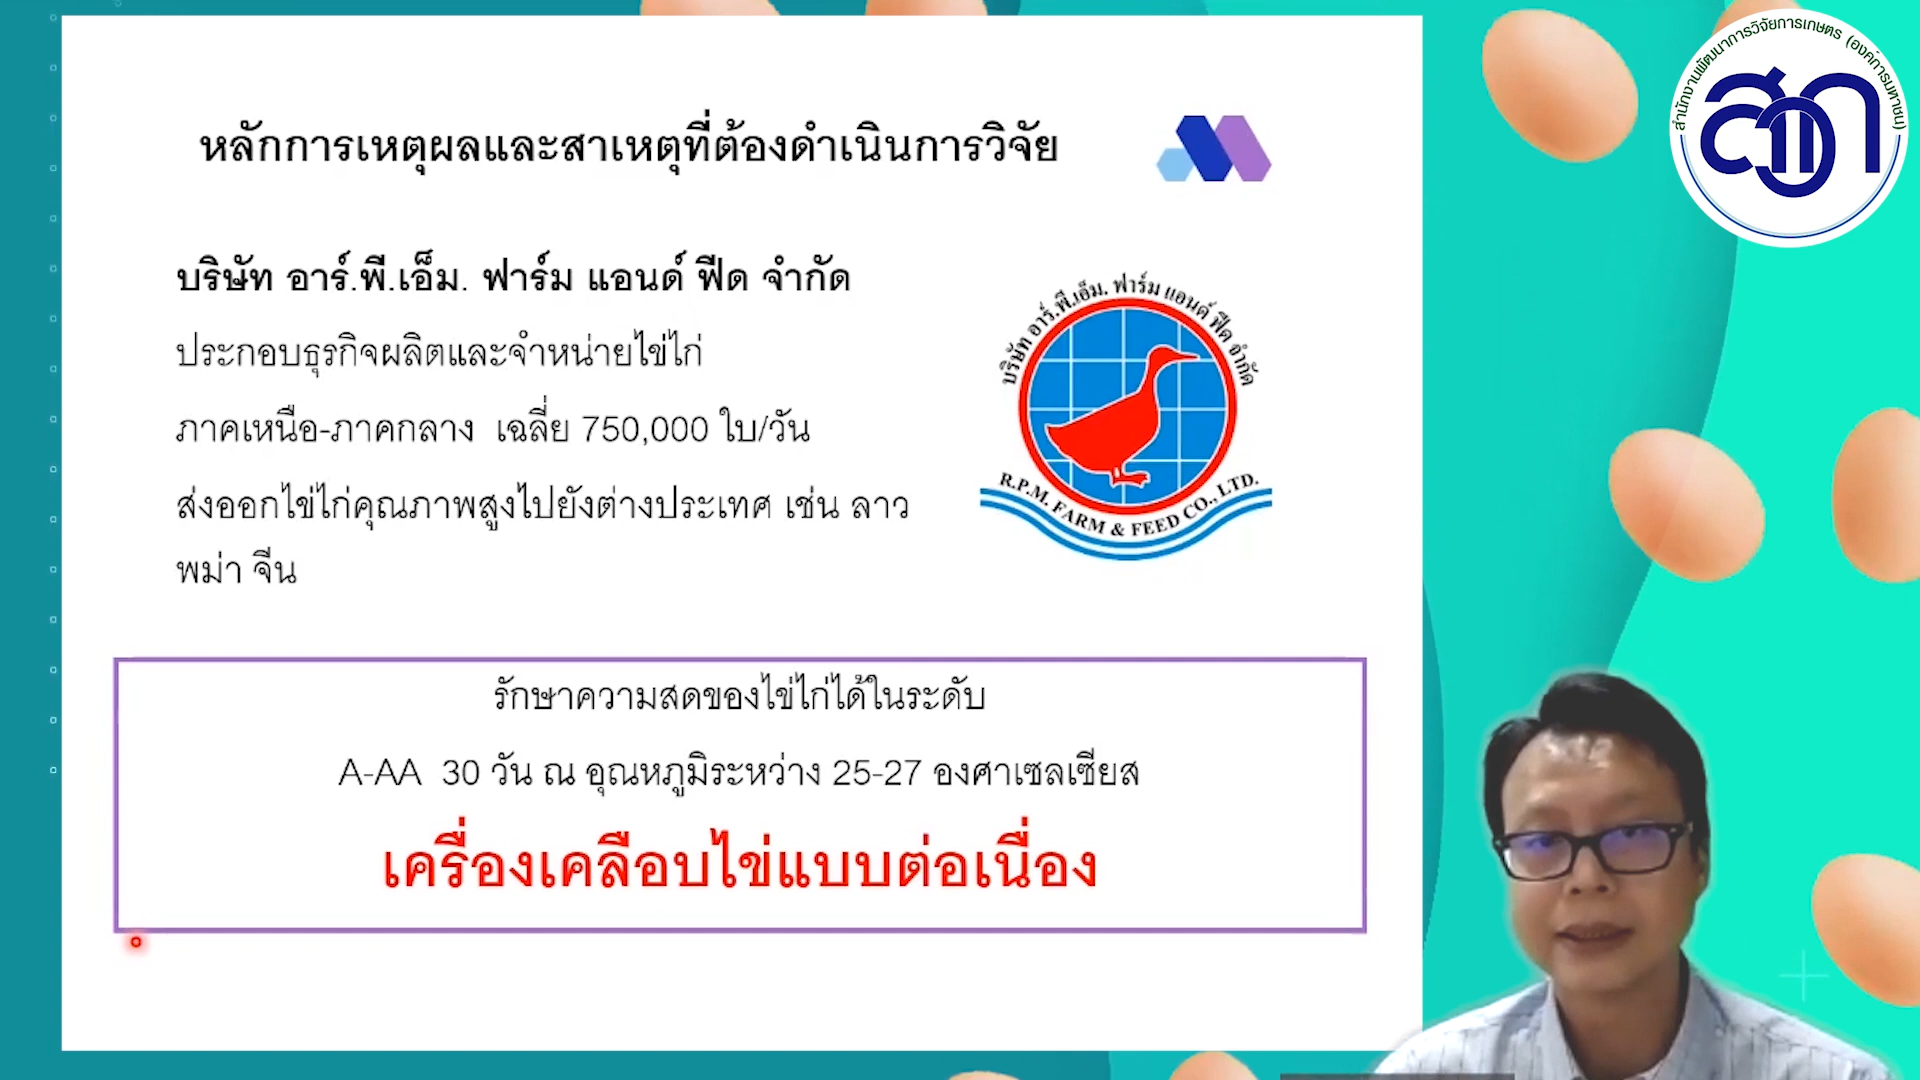 หลักการเหตุผลและสาเหตุที่ต้องดำเนินการวิจัย
บริษัท อาร์.พี.เอ็ม. ฟาร์ม แอนด์ ฟีด จำกัด
ประกอบธุรกิจผลิตและจำหน่ายไข่ไก่
ภาคเหนือ-ภาคกลาง เฉลี่ย 750,000 ใบ/วัน
ส่งออกไข่ไก่คุณภาพสูงไปยังต่างประเทศ เช่น ลาว
พม่า จีน
บริษัท อาร์.พี.เอ็ม. ฟาร์ม แอนด์ ฟีด จำกัด
R.P.M. FARM & FEED CO., LTD.
รักษาความสดของไข่ไก่ได้ในระดับ
A-AA 30 วัน ณ อุณหภูมิระหว่าง 25-27 องศาเซลเซียส
เครื่องเคลือบไข่แบบต่อเนื่อง
สำนักงานพัฒนาการวิจัยการเกษตร (องค์การมหาชน)
สวก